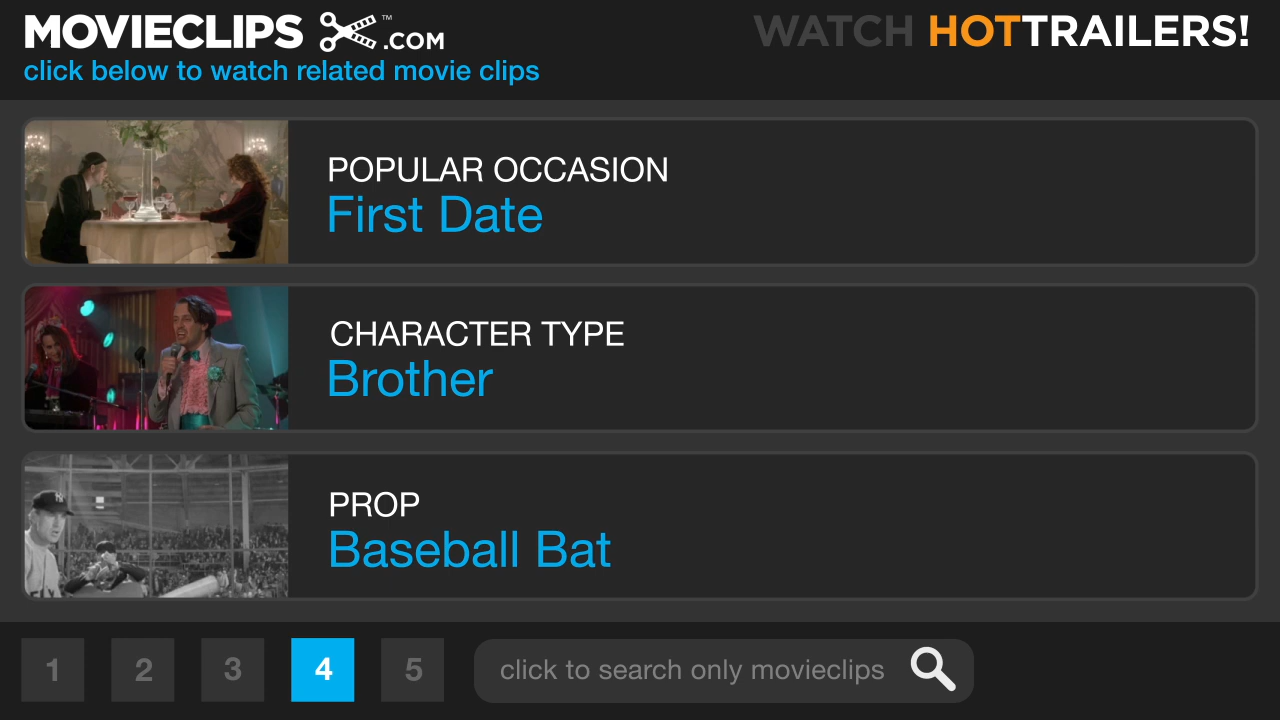 MOVIECLIPS ™ .COM
WATCH HOTTRAILERS!
click below to watch related movie clips
POPULAR OCCASION
First Date
CHARACTER TYPE
Brother
PROP
Baseball Bat
1 2 3 4 5 click to search only movieclips